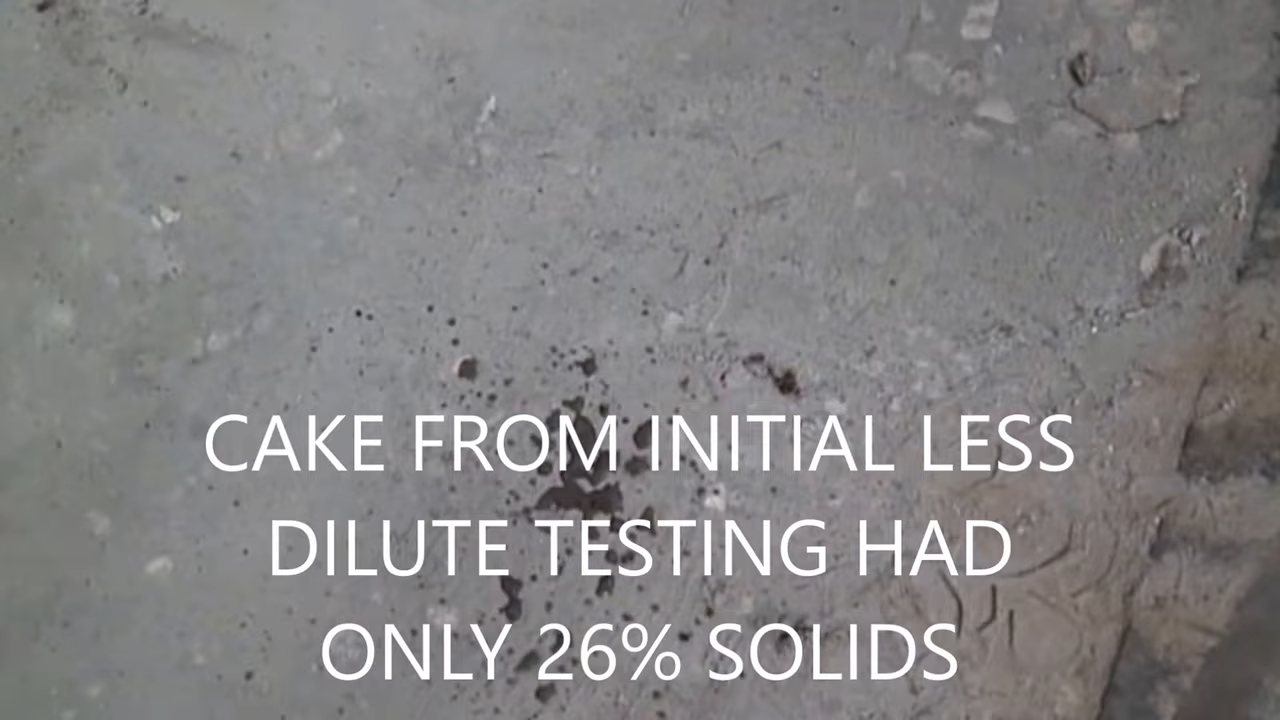 CAKE FROM INITIAL LESS
DILUTE TESTING HAD
ONLY 26% SOLIDS